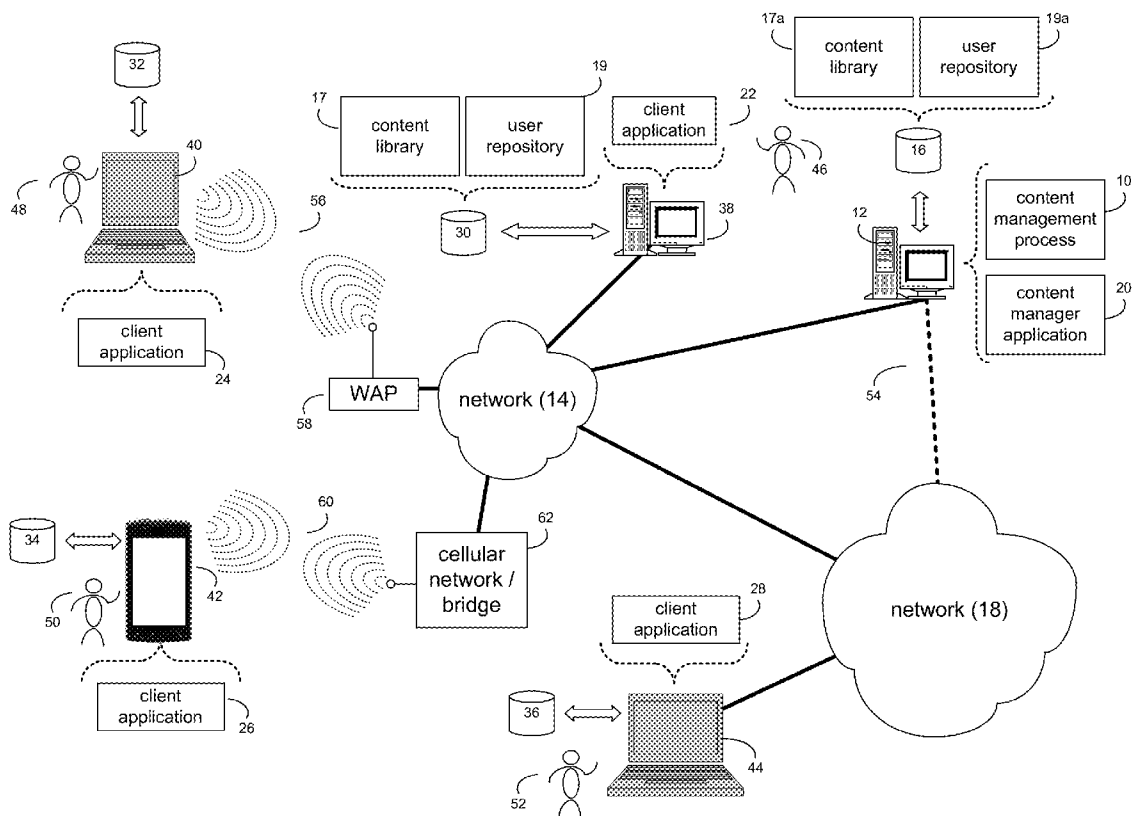 17a
19a
content
library
user
repository
32
19
17
content
library
user
repository
client
application
22
40
16
46
48
56
30
38
12
content
management
process
10
content
manager
application
20
client
application
24
WAP
58
network (14)
54
60
62
34
42
50
cellular
network /
bridge
client
application
28
network (18)
client
application
26
36
44
52